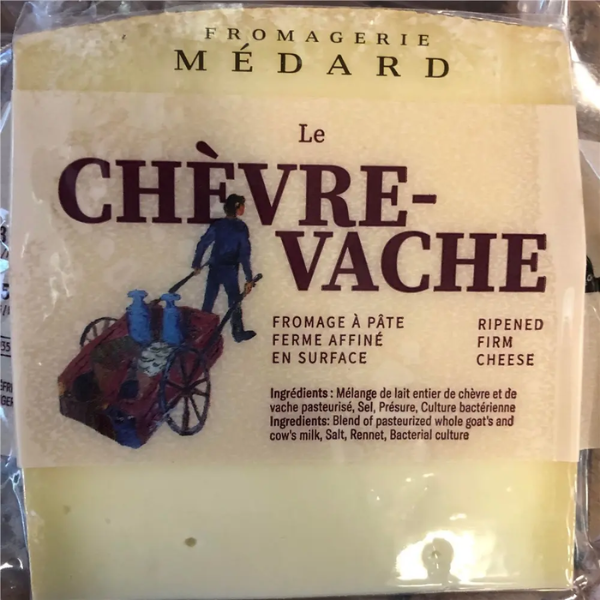 FROMAGERIE
MÉDARD
Le
CHÈVRE-
VACHE
FROMAGE À PÂTE
FERME AFFINÉ
EN SURFACE
RIPENED
FIRM
CHEESE
Ingrédients : Mélange de lait entier de chèvre et de
vache pasteurisé, Sel, Présure, Culture bactérienne
Ingredients: Blend of pasteurized whole goat's and
cow's milk, Salt, Rennet, Bacterial culture